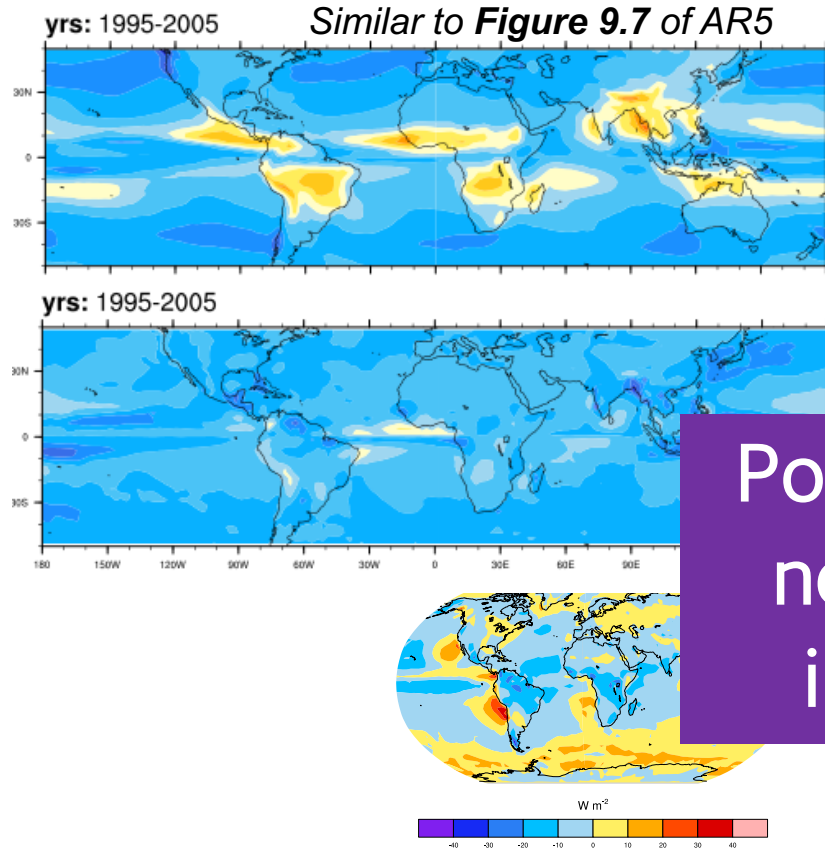 yrs: 1995-2005
Similar to Figure 9.7 of AR5
30N
0
30S
yrs: 1995-2005
30N
0
30S
180 150W 120W 90W 60W 30W 0 30E 60E 90E
Po
i
W m-2
-40 -30 -20 -10 0 10 20 30 40